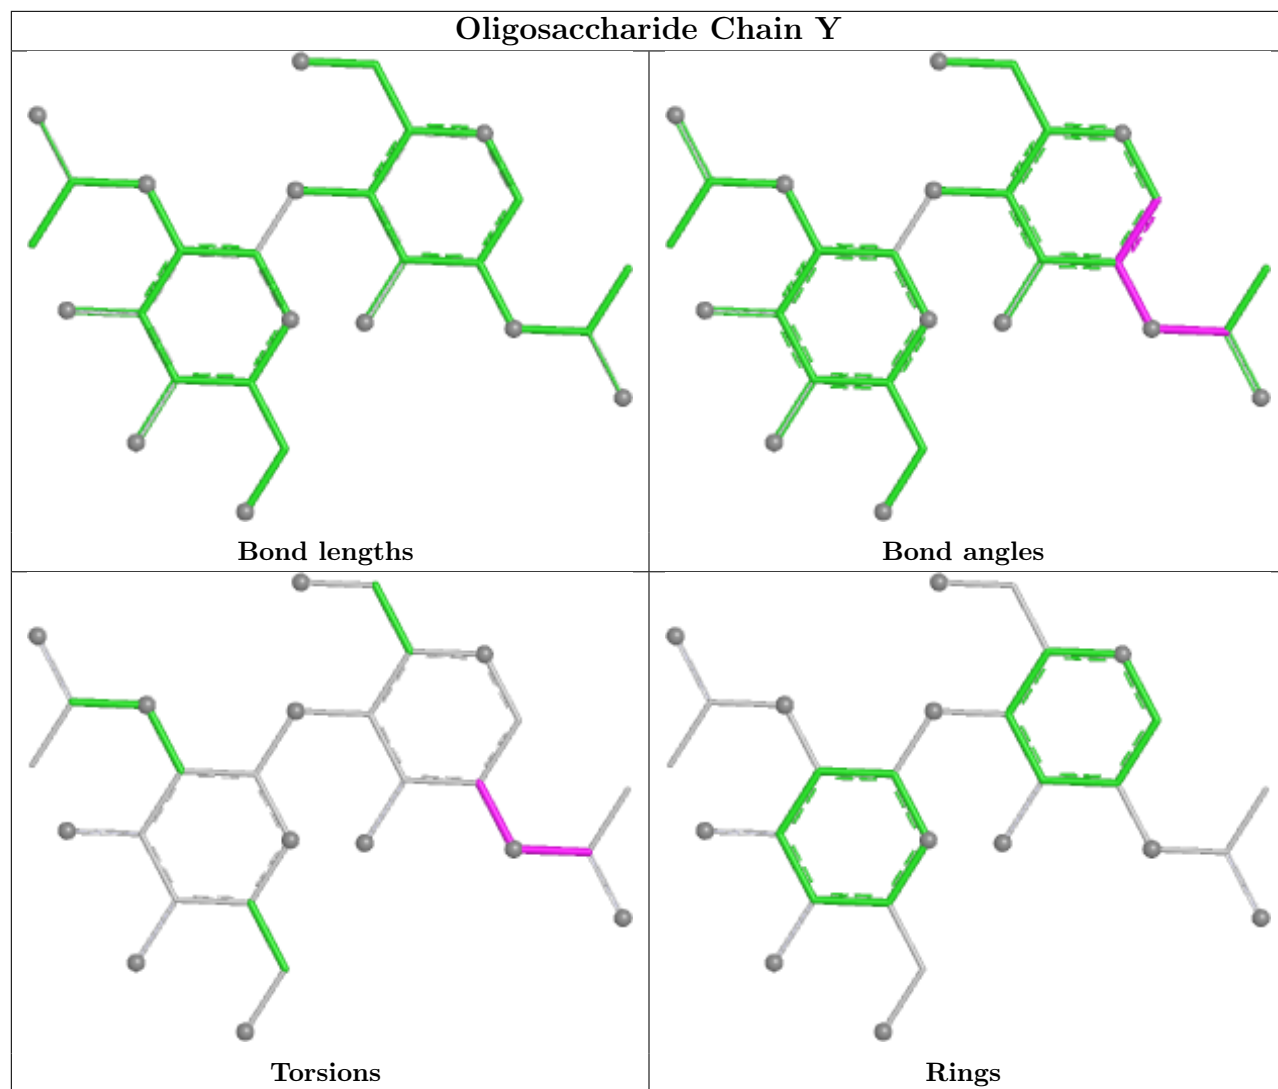 Oligosaccharide Chain Y
Bond lengths
Bond angles
Torsions
Rings